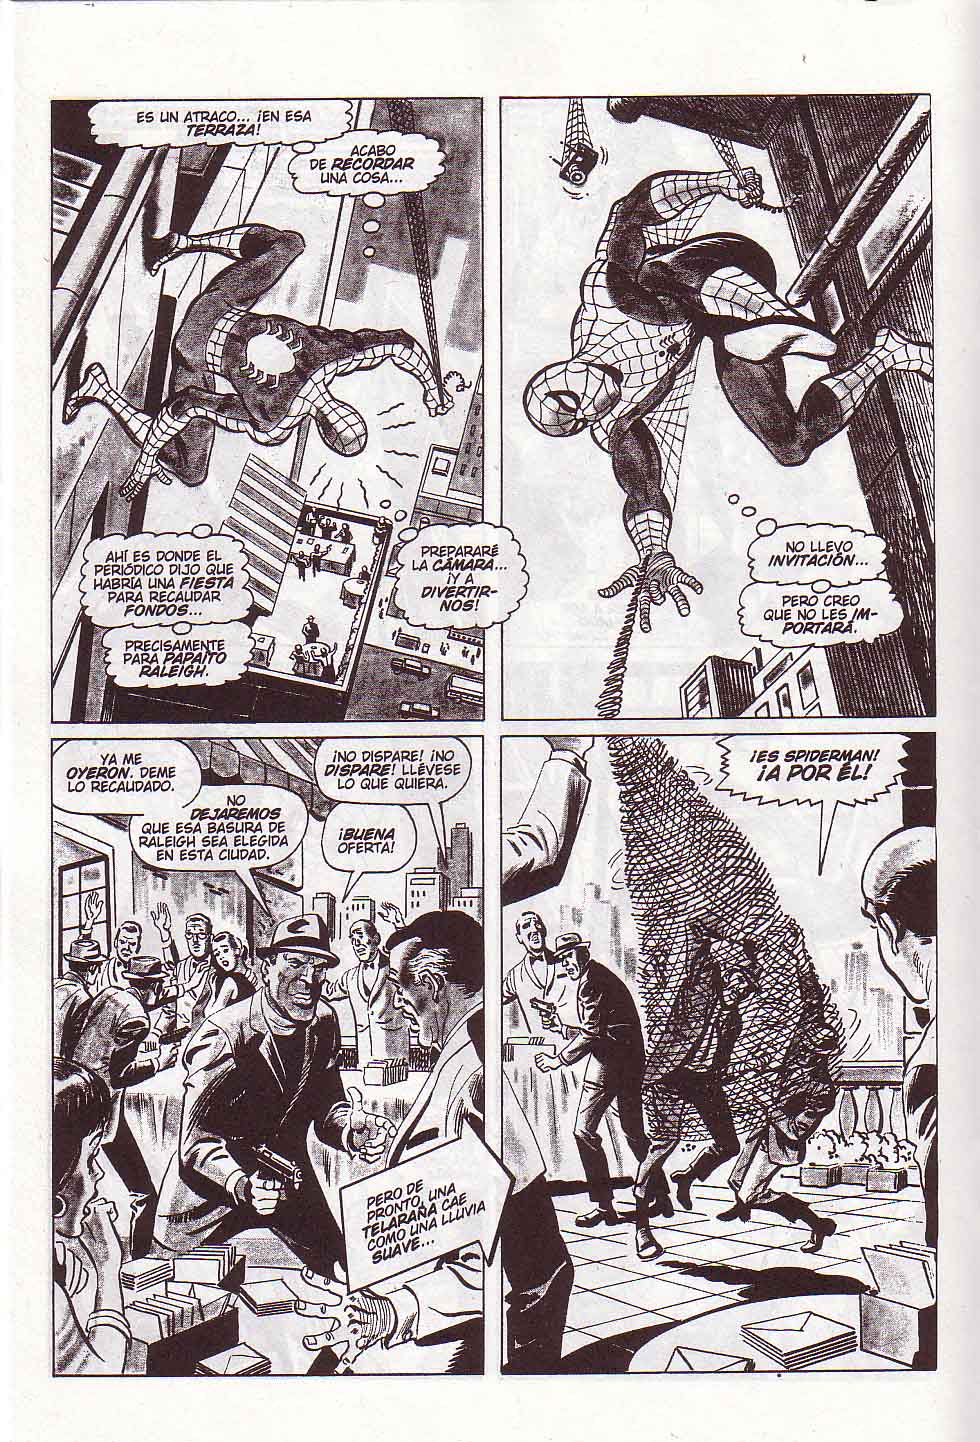 ES UN ATRACO... ¡EN ESA
TERRAZA!
ACABO
DE RECORDAR
UNA COSA...
AHÍ ES DONDE EL
PERIÓDICO DIJO QUE
HABRÍA UNA FIESTA
PARA RECAUDAR
FONDOS...
PRECISAMENTE
PARA PAPAÍTO
RALEIGH.
PREPARARÉ
LA CÁMARA...
¡Y A
DIVERTIR-
NOS!
NO LLEVO
INVITACIÓN...
PERO CREO
QUE NO LES IM-
PORTARÁ.
YA ME
OYERON. DEME
LO RECAUDADO.
NO
DEJAREMOS
QUE ESA BASURA DE
RALEIGH SEA ELEGIDA
EN ESTA CIUDAD.
¡NO DISPARE! ¡NO
DISPARE! LLÉVESE
LO QUE QUIERA.
¡BUENA
OFERTA!
PERO DE
PRONTO, UNA
TELARAÑA CAE
COMO UNA LLUVIA
SUAVE...
¡ES SPIDERMAN!
¡A POR ÉL!